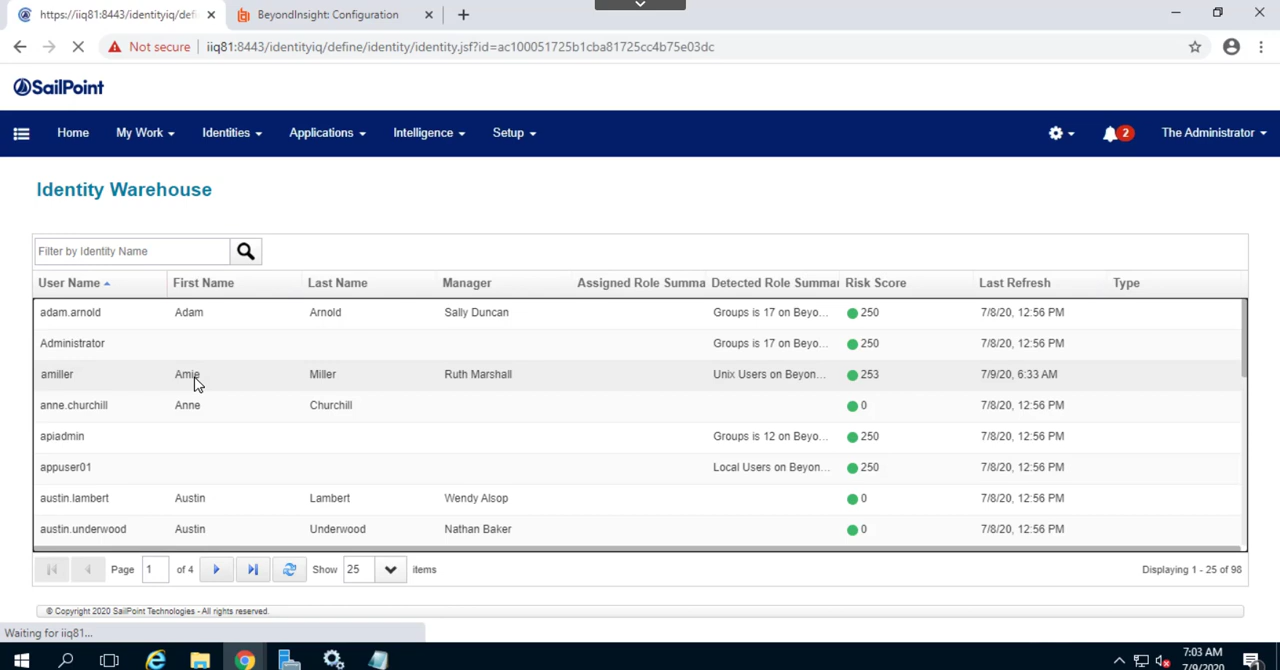 https://iiq81:8443/identityiq/defi
BeyondInsight: Configuration
Not secure
iiq81:8443/identityiq/define/identity/identity.jsf?id=ac100051725b1cba81725cc4b75e03dc
SailPoint
Home My Work Identities Applications Intelligence Setup 2 The Administrator
Identity Warehouse
Filter by Identity Name
User Name First Name Last Name Manager Assigned Role Summa Detected Role Summar Risk Score Last Refresh Type
adam.arnold Adam Arnold Sally Duncan Groups is 17 on Beyo... 250 7/8/20, 12:56 PM
Administrator Groups is 17 on Beyo... 250 7/8/20, 12:56 PM
amiller Amie Miller Ruth Marshall Unix Users on Beyon... 253 7/9/20, 6:33 AM
anne.churchill Anne Churchill 0 7/8/20, 12:56 PM
apiadmin Groups is 12 on Beyo... 250 7/8/20, 12:56 PM
appuser01 Local Users on Beyon... 250 7/8/20, 12:56 PM
austin.lambert Austin Lambert Wendy Alsop 0 7/8/20, 12:56 PM
austin.underwood Austin Underwood Nathan Baker 0 7/8/20, 12:56 PM
Page 1 of 4 Show 25 items Displaying 1 - 25 of 98
© Copyright 2020 SailPoint Technologies - All rights reserved.
Waiting for iiq81...
7:03 AM
7/9/2020
1